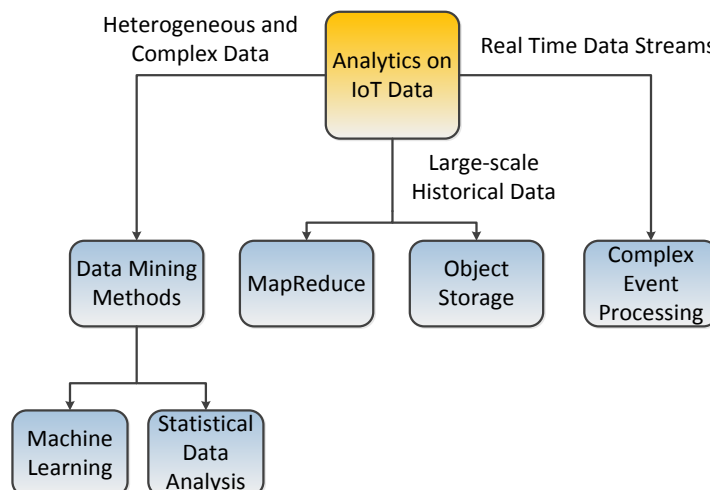 Heterogeneous and
Complex Data
Analytics on
IoT Data
Real Time Data Streams
Large-scale
Historical Data
Data Mining
Methods
MapReduce
Object
Storage
Complex
Event
Processing
Machine
Learning
Statistical
Data
Analysis